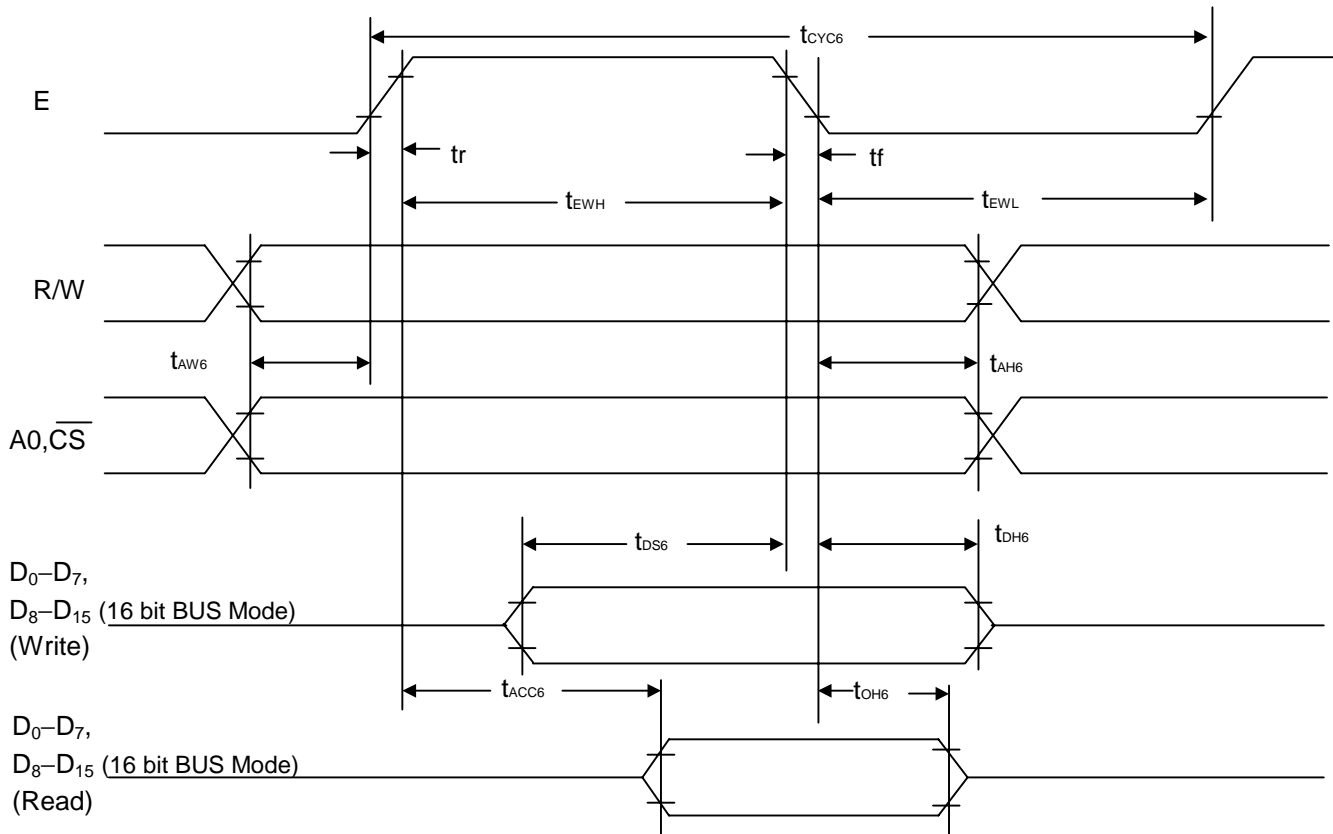 tCYC6
E
tr
tf
tEWH
tEWL
R/W
tAW6
tAH6
A0,C̅S̅
tDS6
tDH6
D₀–D₇,
D₈–D₁₅ (16 bit BUS Mode)
(Write)
tACC6
tOH6
D₀–D₇,
D₈–D₁₅ (16 bit BUS Mode)
(Read)